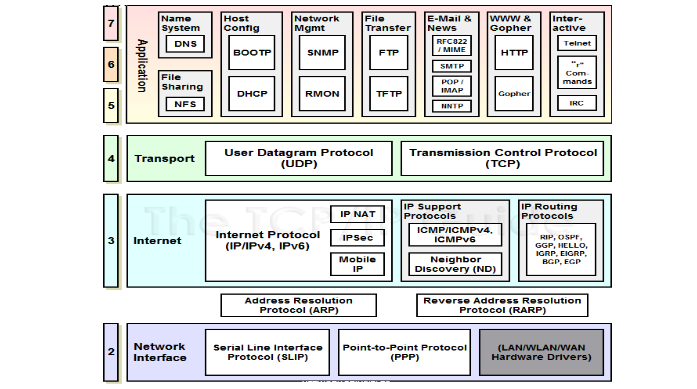 7
6
5
Application
Name
System
DNS
File
Sharing
NFS
Host
Config
BOOTP
DHCP
Network
Mgmt
SNMP
RMON
File
Transfer
FTP
TFTP
E-Mail &
News
RFC822
/ MIME
SMTP
POP /
IMAP
NNTP
WWW &
Gopher
HTTP
Gopher
Inter-
active
Telnet
"r"
Com-
mands
IRC
4
Transport
User Datagram Protocol
(UDP)
Transmission Control Protocol
(TCP)
3
Internet
Internet Protocol
(IP/IPv4, IPv6)
IP NAT
IPSec
Mobile
IP
IP Support
Protocols
ICMP/ICMPv4,
ICMPv6
Neighbor
Discovery (ND)
IP Routing
Protocols
RIP, OSPF,
GGP, HELLO,
IGRP, EIGRP,
BGP, EGP
The TCP/IP Guide
Address Resolution
Protocol (ARP)
Reverse Address Resolution
Protocol (RARP)
2
Network
Interface
Serial Line Interface
Protocol (SLIP)
Point-to-Point Protocol
(PPP)
(LAN/WLAN/WAN
Hardware Drivers)